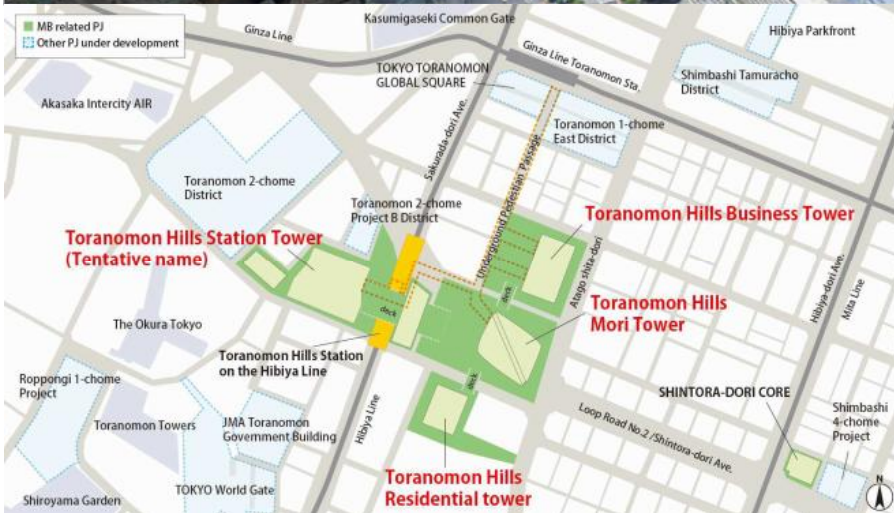 MB related PJ
Other PJ under development
Ginza Line
Kasumigaseki Common Gate
Hibiya Parkfront
TOKYO TORANOMON
GLOBAL SQUARE
Ginza Line Toranomon Sta.
Shimbashi Tamuracho
District
Akasaka Intercity AIR
Sakurada-dori Ave.
Toranomon 1-chome
East District
Toranomon 2-chome
District
Toranomon 2-chome
Project B District
Underground Pedestian Passage
Toranomon Hills Business Tower
Toranomon Hills Station Tower
(Tentative name)
Atago shita-dori
Hibiya-dori Ave.
Mita Line
deck
deck
Toranomon Hills
Mori Tower
The Okura Tokyo
Toranomon Hills Station
on the Hibiya Line
deck
Roppongi 1-chome
Project
SHINTORA-DORI CORE
Toranomon Towers
JMA Toranomon
Government Building
Hibiya Line
Loop Road No.2 /Shintora-dori Ave.
Shimbashi
4-chome
Project
Toranomon Hills
Residential tower
Shiroyama Garden
TOKYO World Gate
N